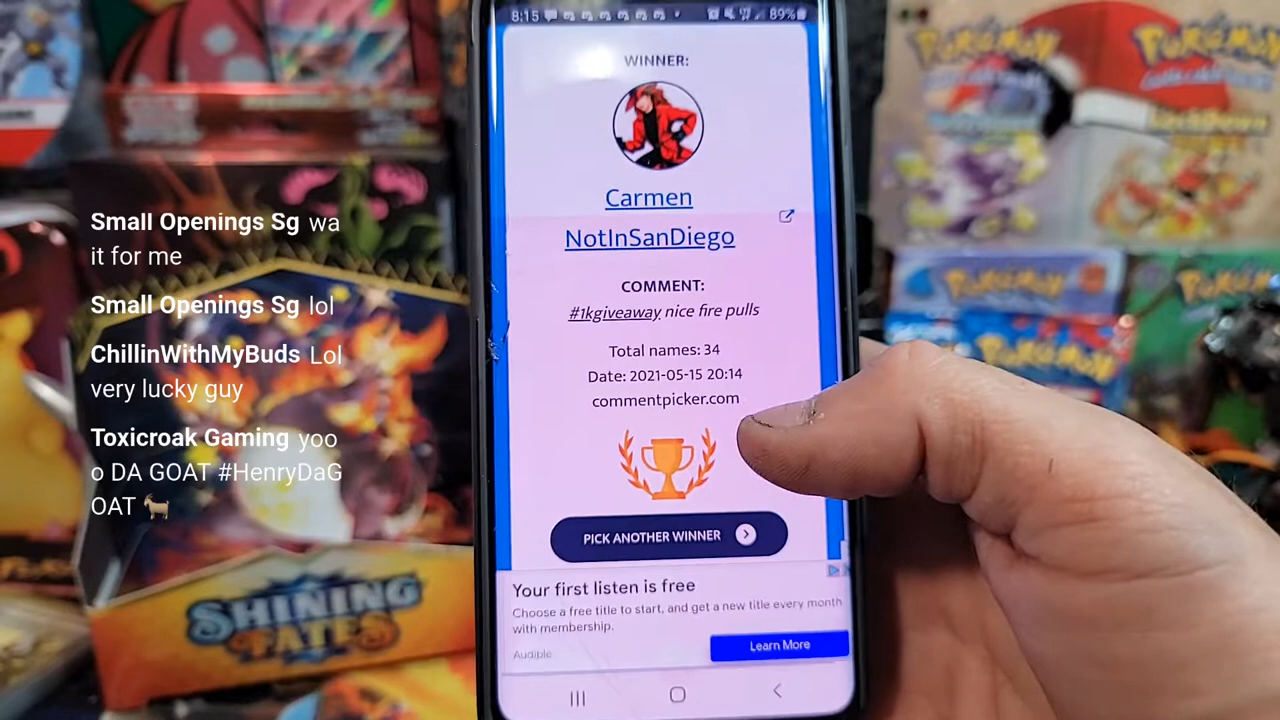 Small Openings Sg wa
it for me
Small Openings Sg lol
ChillinWithMyBuds Lol
very lucky guy
Toxicroak Gaming yoo
o DA GOAT #HenryDaG
OAT 🐐
SHINING
FATES
8:15
89%
WINNER:
Carmen
NotInSanDiego
COMMENT:
#1kgiveaway nice fire pulls
Total names: 34
Date: 2021-05-15 20:14
commentpicker.com
PICK ANOTHER WINNER
Your first listen is free
Choose a free title to start, and get a new title every month
with membership.
Audible
Learn More
POKÉMON
POKÉMON
POKÉMON
POKÉMON